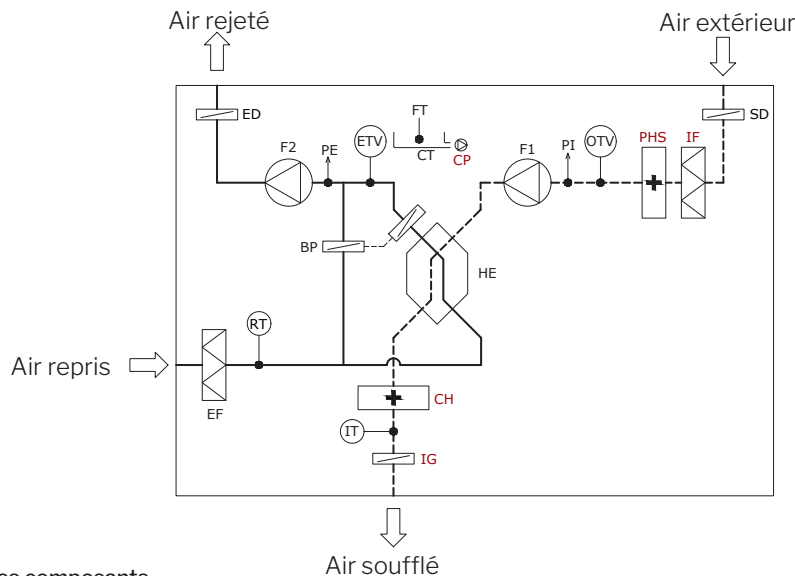 Air rejeté
Air extérieur
ED
SD
FT
F2
PE
ETV
CT
CP
F1
PI
OTV
PHS
IF
BP
HE
RT
Air repris
EF
CH
IT
IG
Air soufflé